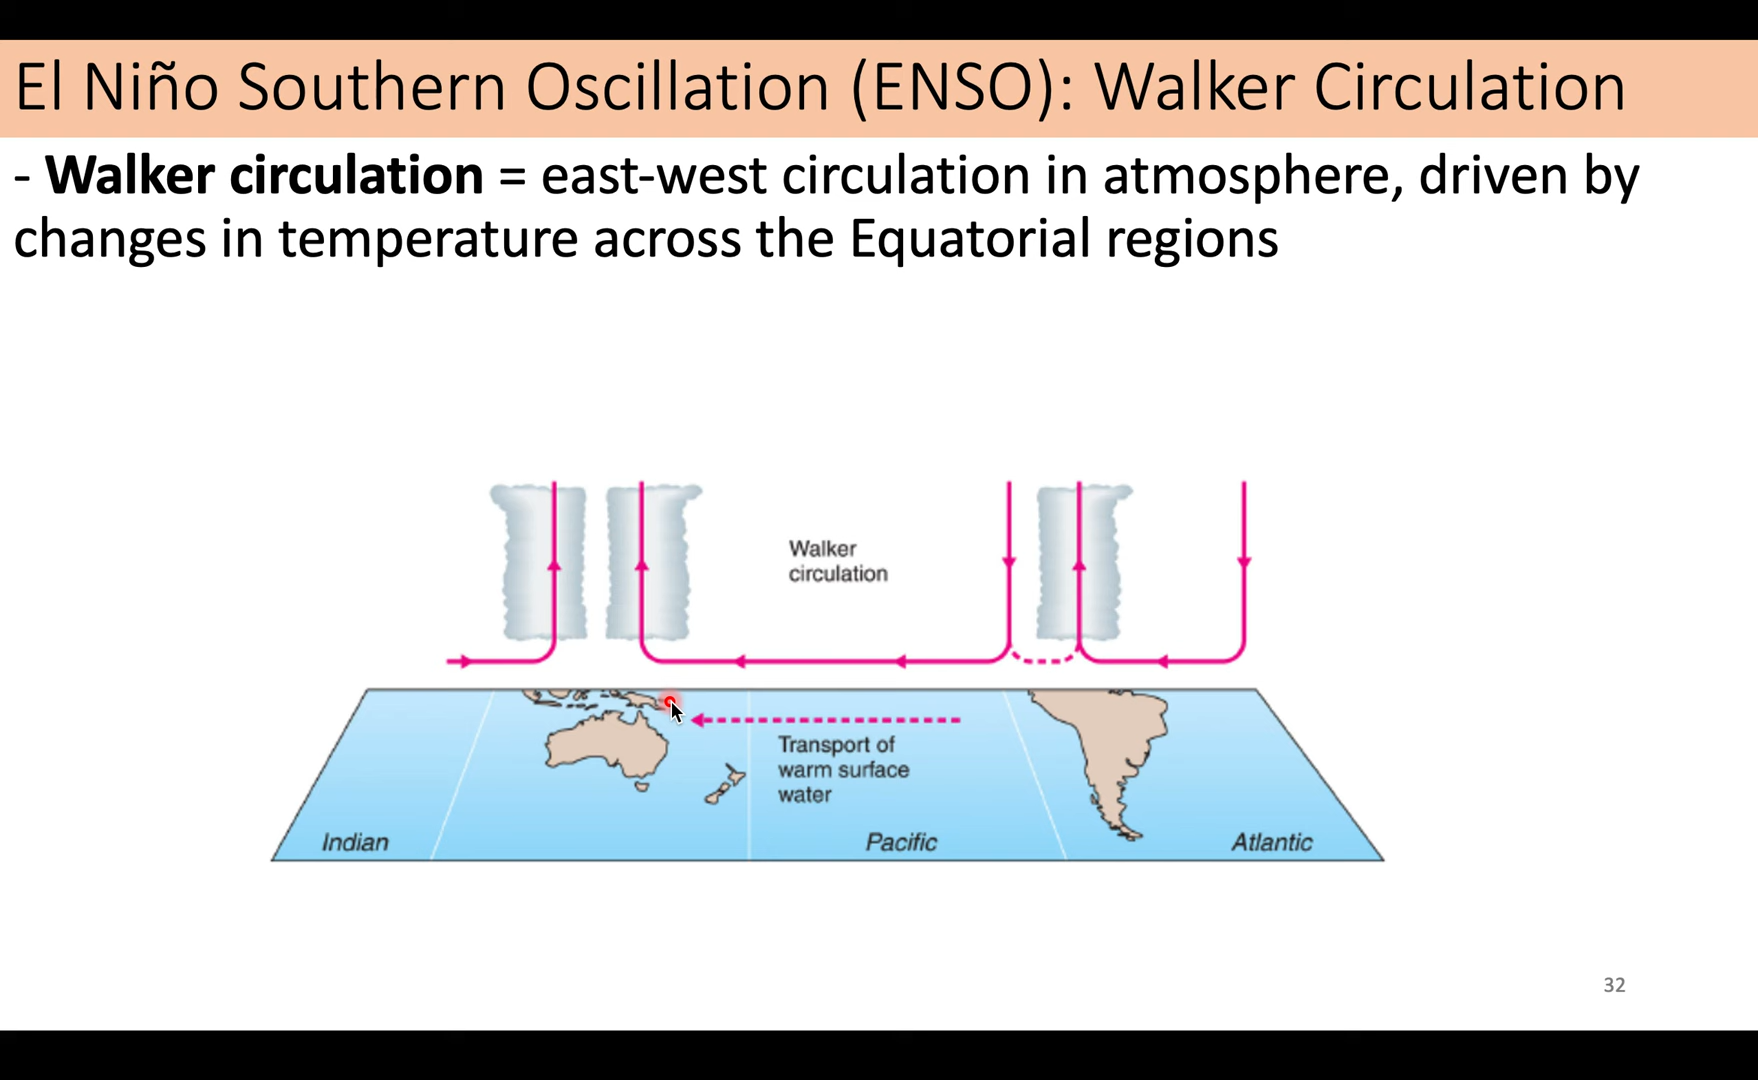 El Niño Southern Oscillation (ENSO): Walker Circulation
- Walker circulation = east-west circulation in atmosphere, driven by
changes in temperature across the Equatorial regions
Walker
circulation
Transport of
warm surface
water
Indian
Pacific
Atlantic
32